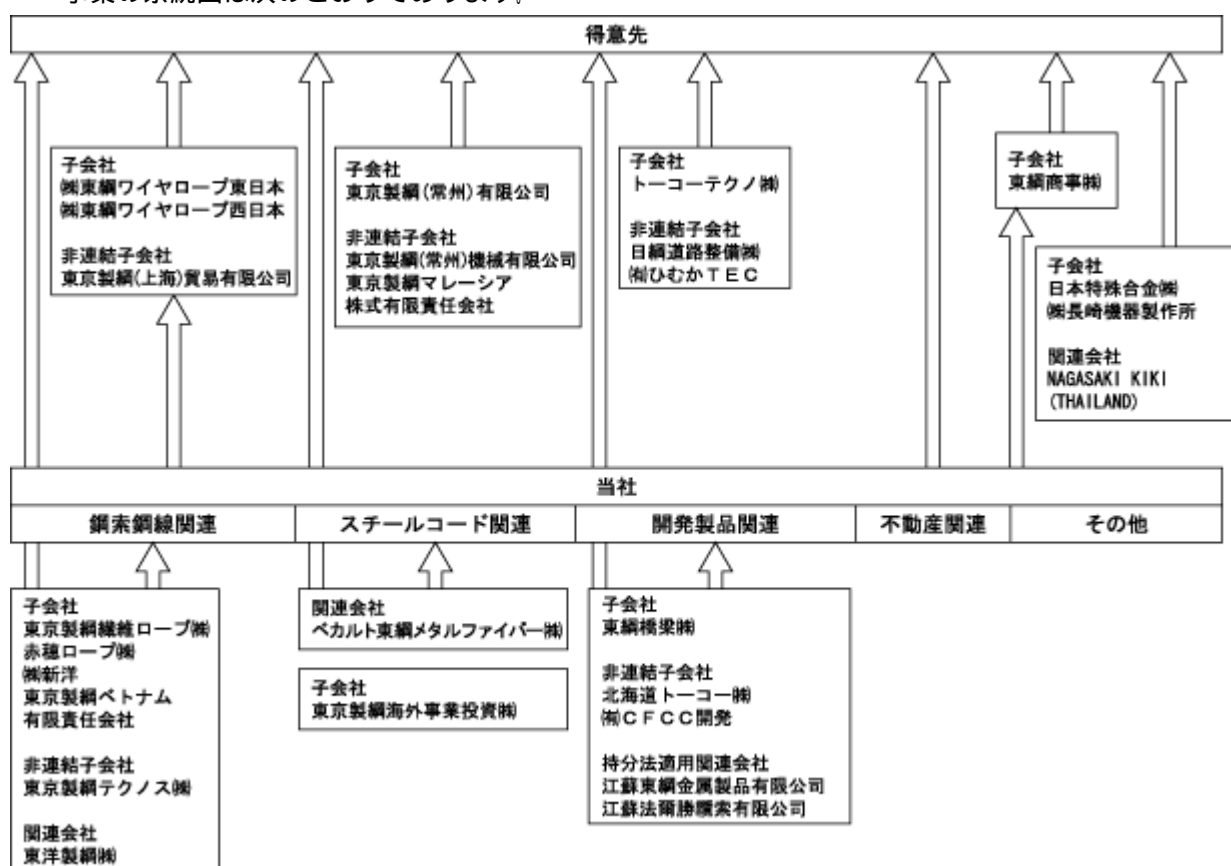 事業の系統図は次のとおりであります。
得意先
子会社
㈱東綱ワイヤロープ東日本
㈱東綱ワイヤロープ西日本
非連結子会社
東京製綱(上海)貿易有限公司
子会社
東京製綱(常州)有限公司
非連結子会社
東京製綱(常州)機械有限公司
東京製綱マレーシア
株式有限責任会社
子会社
トーコーテクノ㈱
非連結子会社
日綱道路整備㈱
㈲ひむかTEC
子会社
東綱商事㈱
子会社
日本特殊合金㈱
㈱長崎機器製作所
関連会社
NAGASAKI KIKI
(THAILAND)
当社
鋼索鋼線関連
スチールコード関連
開発製品関連
不動産関連
その他
子会社
東京製綱繊維ロープ㈱
赤穂ロープ㈱
㈱新洋
東京製綱ベトナム
有限責任会社
非連結子会社
東京製綱テクノス㈱
関連会社
東洋製綱㈱
関連会社
ベカルト東綱メタルファイバー㈱
子会社
東京製綱海外事業投資㈱
子会社
東綱橋梁㈱
非連結子会社
北海道トーコー㈱
㈲CFCC開発
持分法適用関連会社
江蘇東綱金属製品有限公司
江蘇法爾勝纜索有限公司